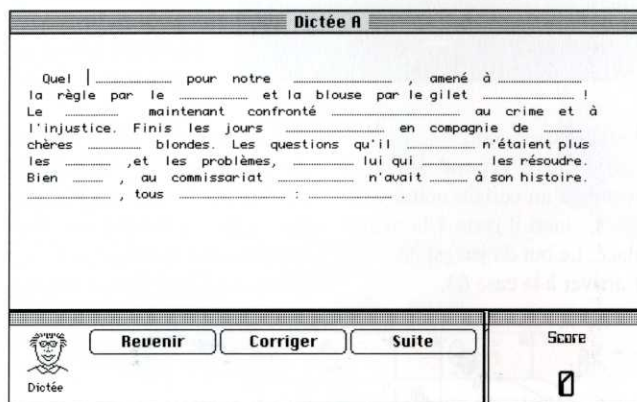 Dictée A
Quel ........ pour notre ........ , amené à ........
la règle par le ........ et la blouse par le gilet ........ !
Le ........ maintenant confronté ........ au crime et à
l'injustice. Finis les jours ........ en compagnie de ........
chères ........ blondes. Les questions qu'il ........ n'étaient plus
les ........ ,et les problèmes, ........ lui qui ........ les résoudre.
Bien ........ , au commissariat ........ n'avait ........ à son histoire.
........ , tous ........ : ........
Revenir Corriger Suite
Dictée
Score
0